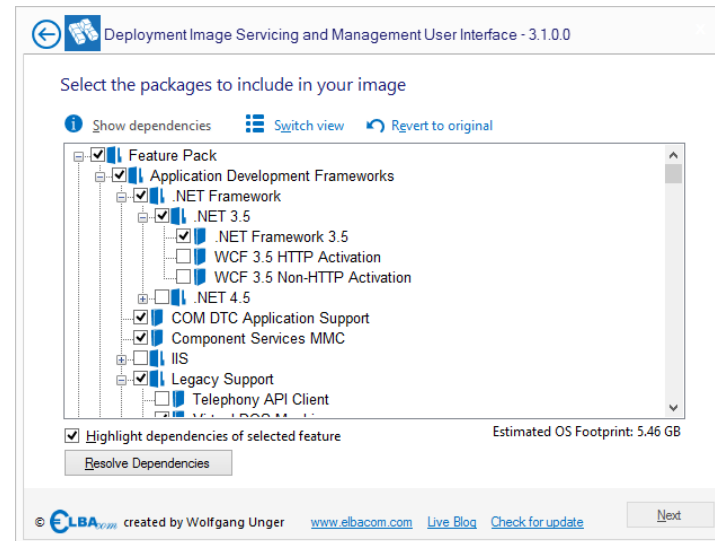 Deployment Image Servicing and Management User Interface - 3.1.0.0
Select the packages to include in your image
Show dependencies Switch view Revert to original
Feature Pack
Application Development Frameworks
.NET Framework
.NET 3.5
.NET Framework 3.5
WCF 3.5 HTTP Activation
WCF 3.5 Non-HTTP Activation
.NET 4.5
COM DTC Application Support
Component Services MMC
IIS
Legacy Support
Telephony API Client
Highlight dependencies of selected feature Estimated OS Footprint: 5.46 GB
Resolve Dependencies
© ELBAcom created by Wolfgang Unger www.elbacom.com Live Blog Check for update Next